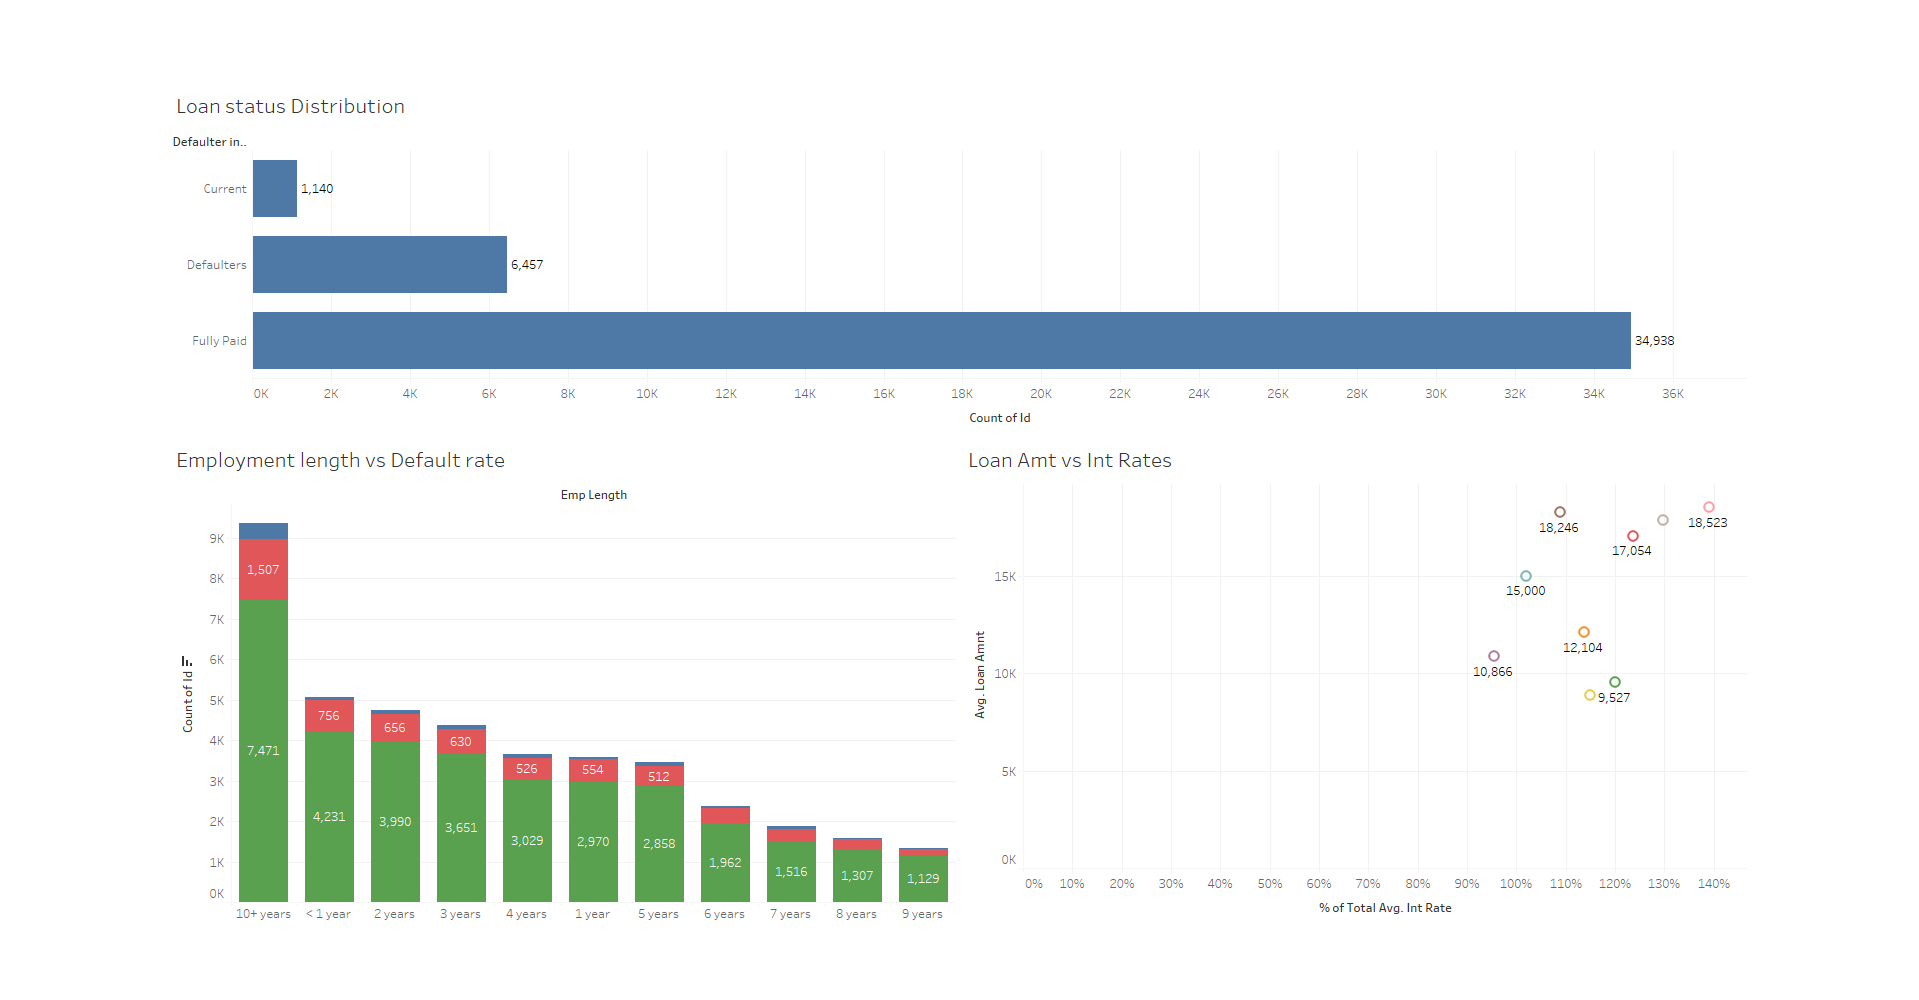 Loan status Distribution
Defaulter in..
Current 1,140
Defaulters 6,457
Fully Paid 34,938
0K 2K 4K 6K 8K 10K 12K 14K 16K 18K 20K 22K 24K 26K 28K 30K 32K 34K 36K
Count of Id
Employment length vs Default rate
Emp Length
Count of Id
9K
8K
7K
6K
5K
4K
3K
2K
1K
0K
1,507
7,471
756
4,231
656
3,990
630
3,651
526
3,029
554
2,970
512
2,858
1,962
1,516
1,307
1,129
10+ years < 1 year 2 years 3 years 4 years 1 year 5 years 6 years 7 years 8 years 9 years
Loan Amt vs Int Rates
Avg. Loan Amnt
15K
10K
5K
0K
18,246
18,523
17,054
15,000
12,104
10,866
9,527
0% 10% 20% 30% 40% 50% 60% 70% 80% 90% 100% 110% 120% 130% 140%
% of Total Avg. Int Rate